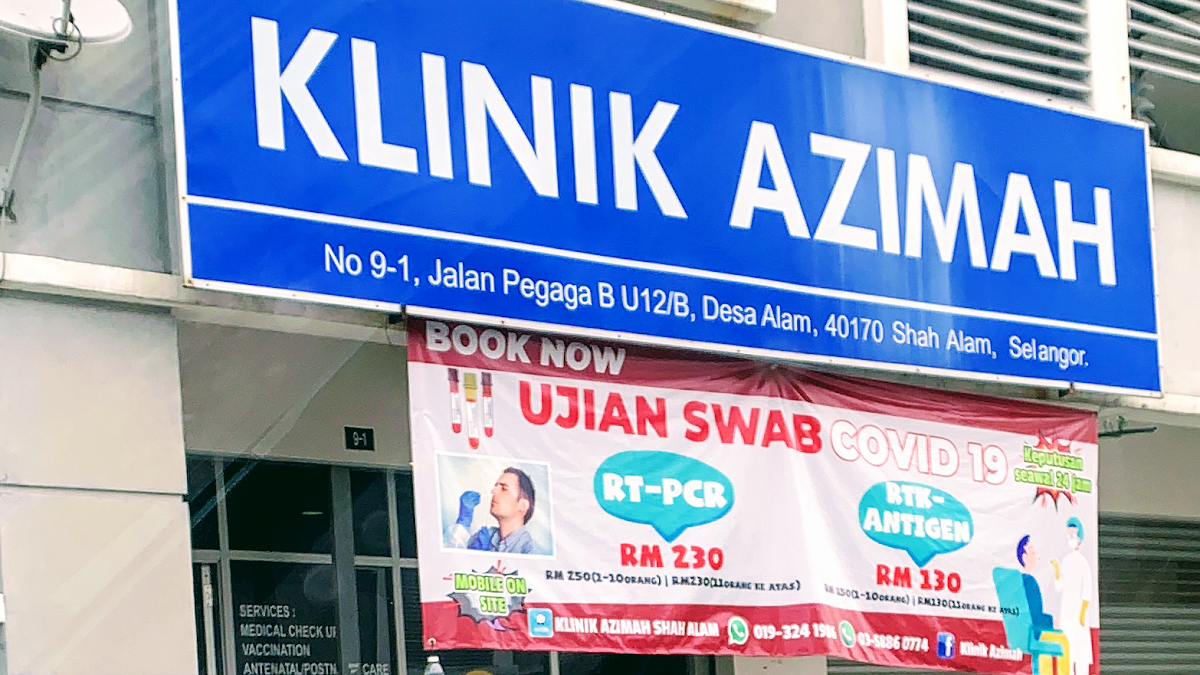 KLINIK AZIMAH
No 9-1, Jalan Pegaga B U12/B, Desa Alam, 40170 Shah Alam, Selangor.
BOOK NOW
UJIAN SWAB COVID 19
Keputusan
seawal 24 jam
RT-PCR
RM 230
RM 250(1-10ORANG) | RM230(11ORANG KE ATAS)
RTK-
ANTIGEN
RM 130
RM 150(1-10ORANG) | RM130(11ORANG KE ATAS)
MOBILE ON
SITE
KLINIK AZIMAH SHAH ALAM 019-324 1986 03-5886 0774 Klinik Azimah
9-1
SERVICES :
MEDICAL CHECK UP
VACCINATION
ANTENATAL/POSTN CARE